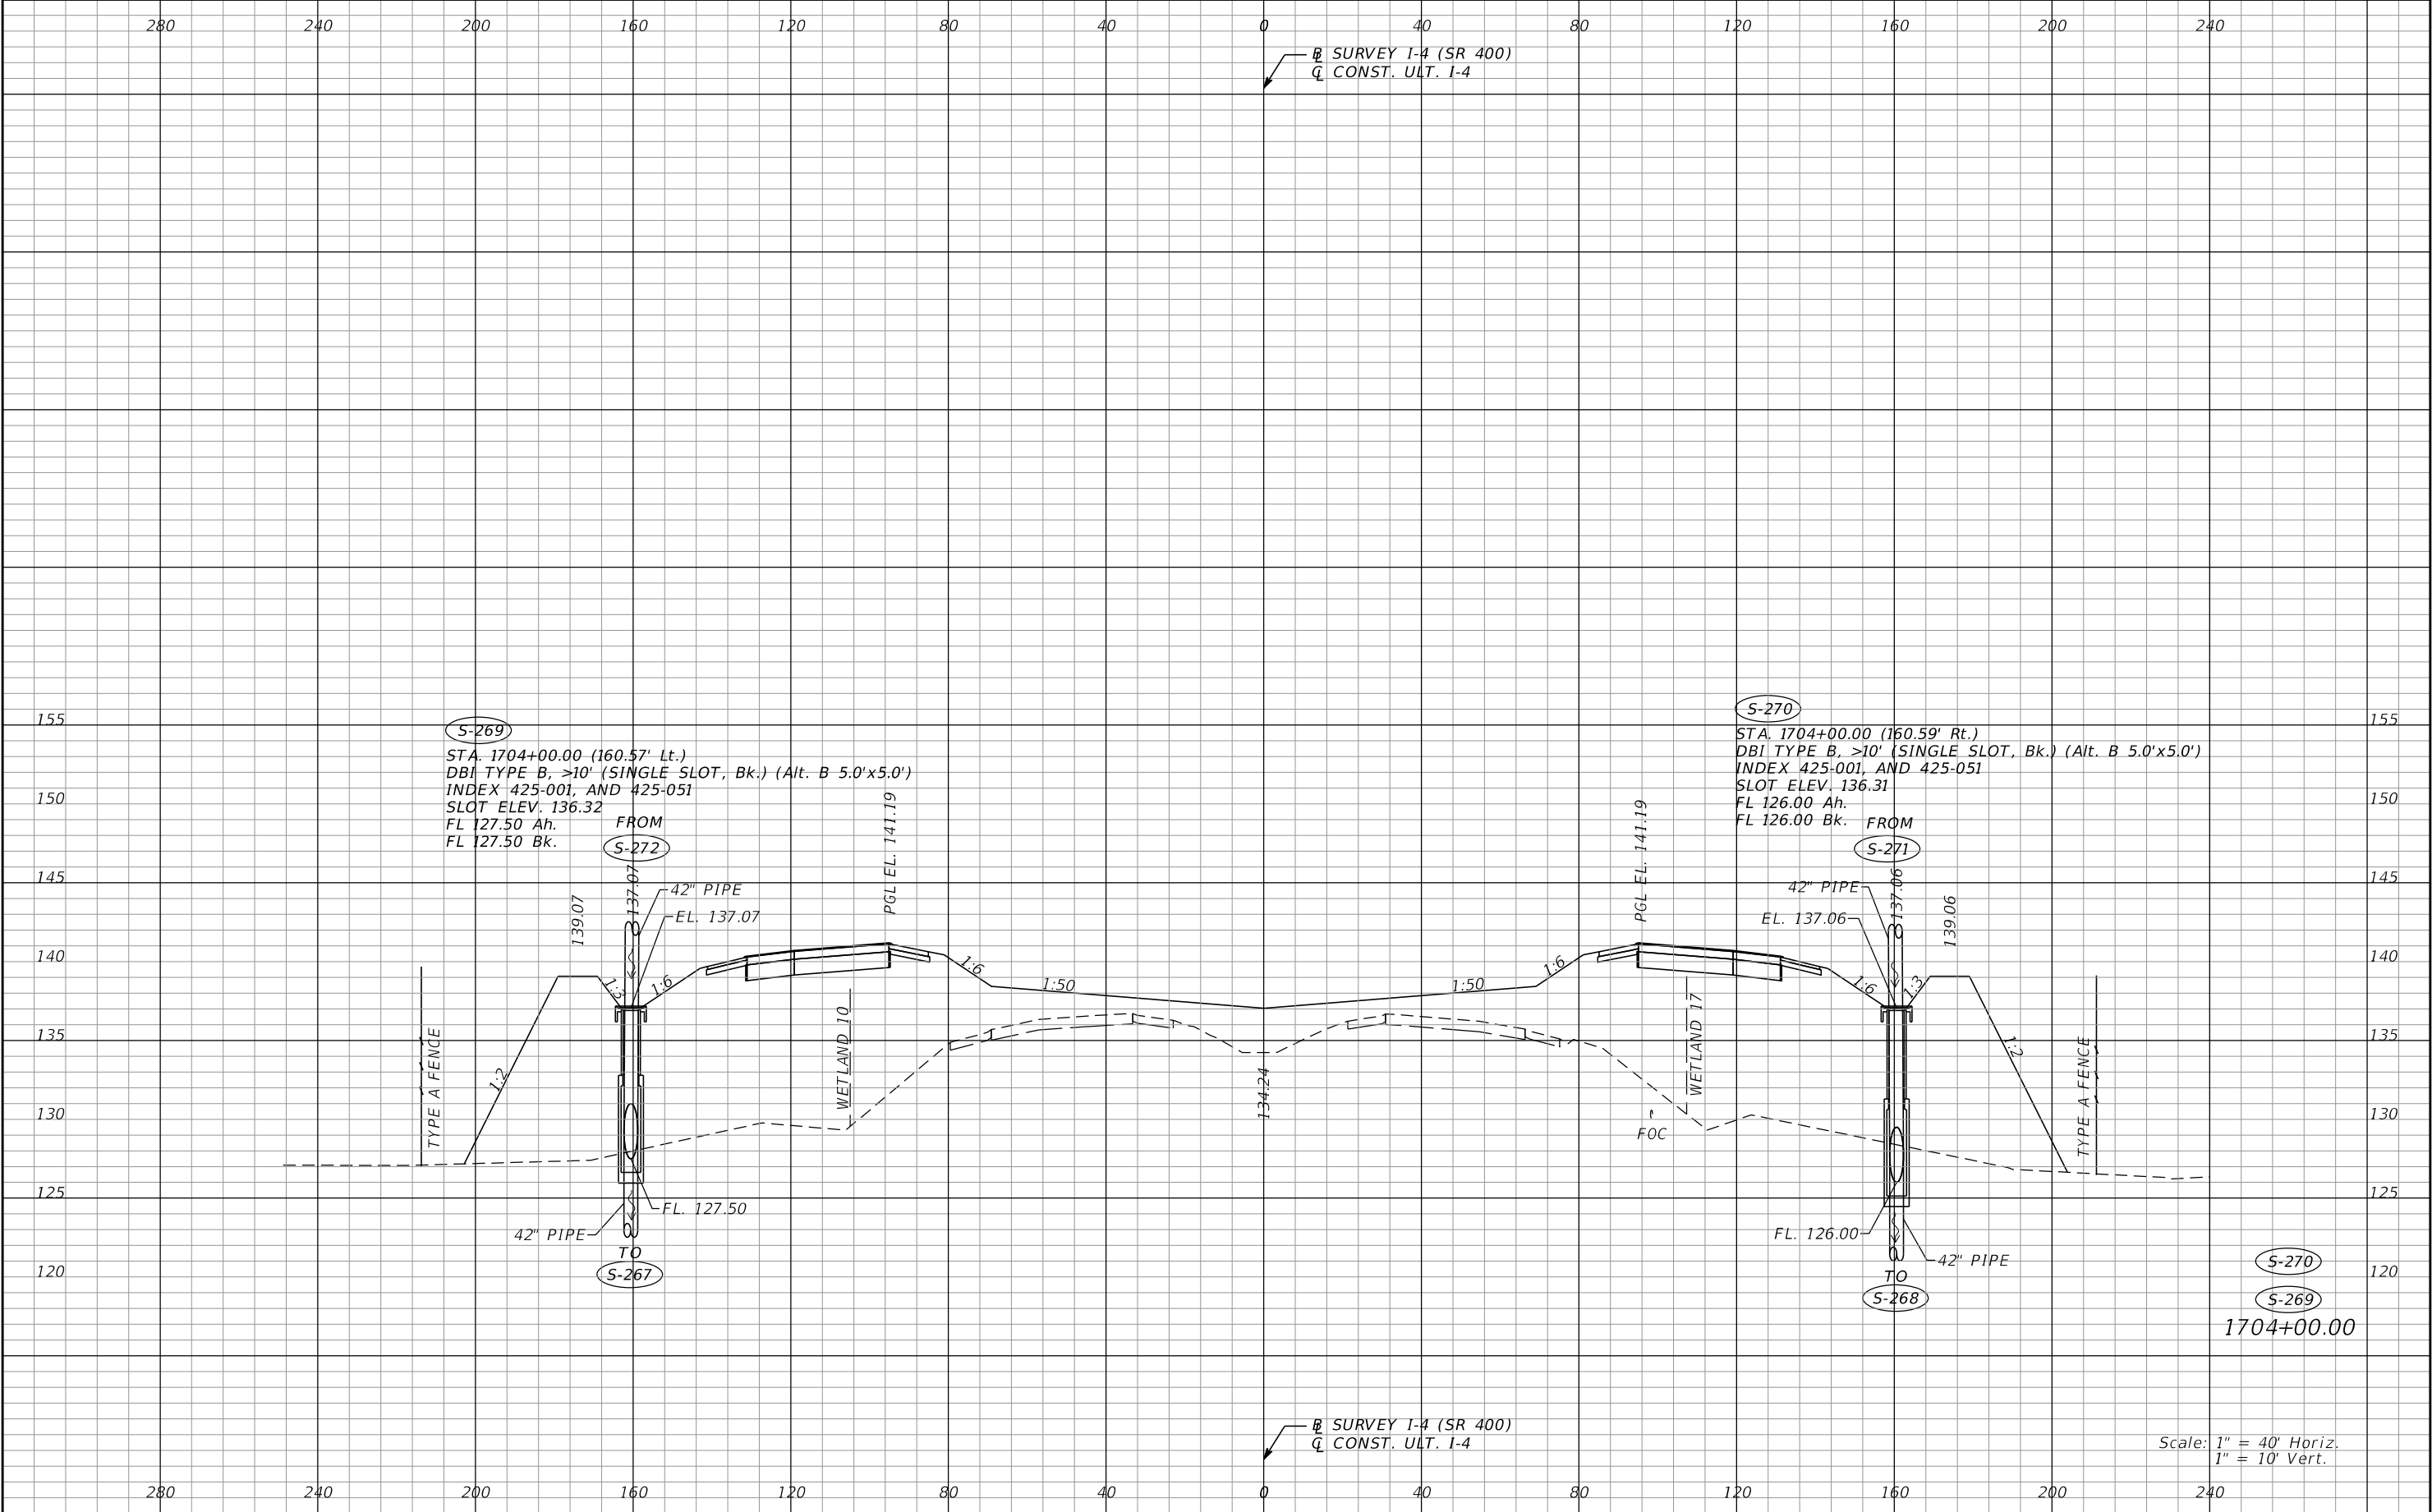 280 240 200 160 120 80 40 0 40 80 120 160 200 240
B SURVEY I-4 (SR 400)
C CONST. ULT. I-4
S-270
155 155
S-269
STA. 1704+00.00 (160.59' Rt.)
DBI TYPE B, >10' (SINGLE SLOT, Bk.) (Alt. B 5.0'x5.0')
INDEX 425-001, AND 425-051
SLOT ELEV. 136.31
FL 126.00 Ah.
FL 126.00 Bk.
STA. 1704+00.00 (160.57' Lt.)
DBI TYPE B, >10' (SINGLE SLOT, Bk.) (Alt. B 5.0'x5.0')
INDEX 425-001, AND 425-051
SLOT ELEV. 136.32
FL 127.50 Ah.
FL 127.50 Bk.
150 150
FROM
S-272
FROM
S-271
PGL EL. 141.19
PGL EL. 141.19
145 145
137.07
42" PIPE
EL. 137.07
139.07
42" PIPE
137.06
EL. 137.06
139.06
140 140
1:3
1:6
1:6
1:50
1:50
1:6
1:6
1:3
135 135
TYPE A FENCE
1:2
WETLAND 10
134.24
WETLAND 17
FOC
1:2
TYPE A FENCE
130 130
125 125
FL. 127.50
42" PIPE
TO
S-267
FL. 126.00
42" PIPE
TO
S-268
120 120
S-270
S-269
1704+00.00
B SURVEY I-4 (SR 400)
C CONST. ULT. I-4
Scale: 1" = 40' Horiz.
1" = 10' Vert.
280 240 200 160 120 80 40 0 40 80 120 160 200 240